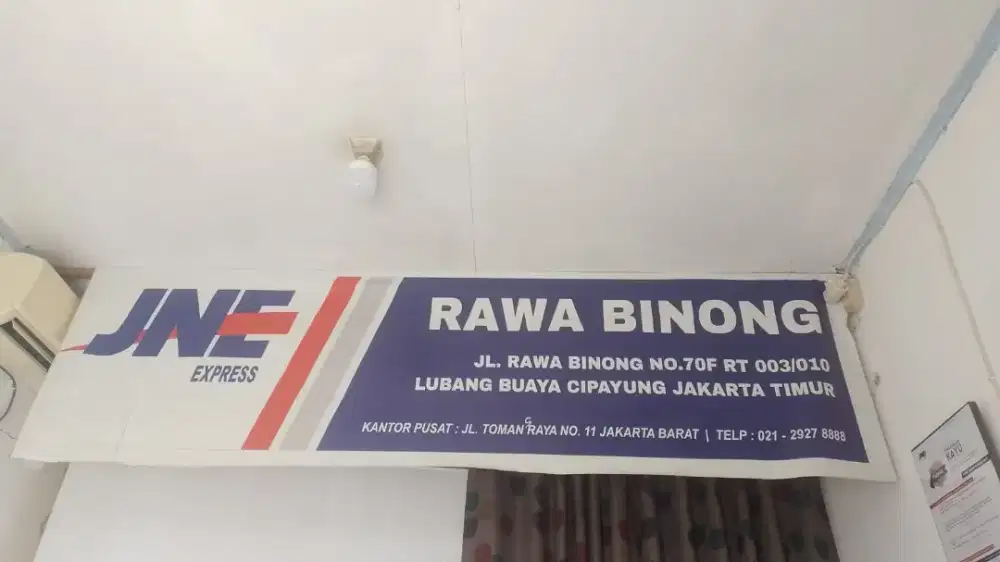 JNE
EXPRESS
RAWA BINONG
JL. RAWA BINONG NO.70F RT 003/010
LUBANG BUAYA CIPAYUNG JAKARTA TIMUR
KANTOR PUSAT : JL. TOMANG RAYA NO. 11 JAKARTA BARAT | TELP : 021 - 2927 8888
KAYU